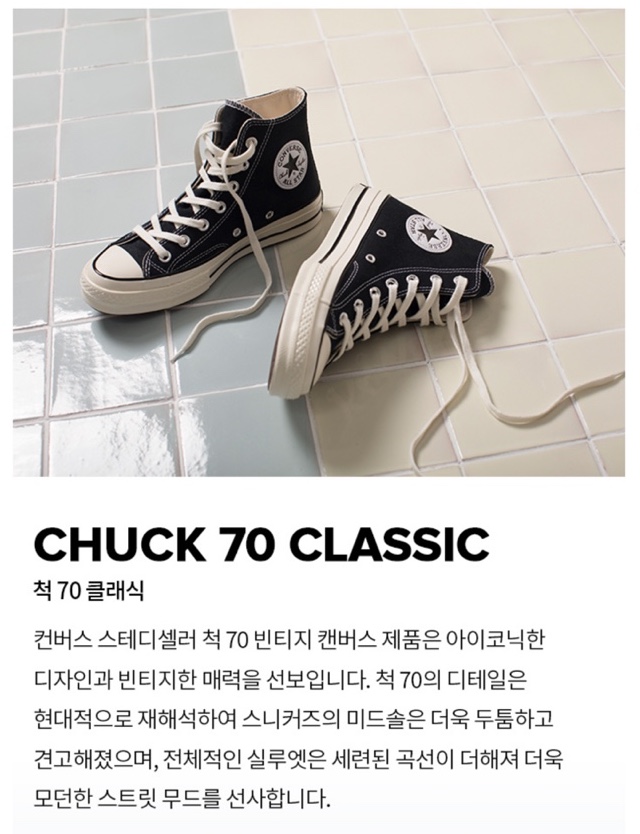 CONVERSE
ALL STAR
CONVERSE
CHUCK 70 CLASSIC
척 70 클래식
컨버스 스테디셀러 척 70 빈티지 캔버스 제품은 아이코닉한
디자인과 빈티지한 매력을 선보입니다. 척 70의 디테일은
현대적으로 재해석하여 스니커즈의 미드솔은 더욱 두툼하고
견고해졌으며, 전체적인 실루엣은 세련된 곡선이 더해져 더욱
모던한 스트릿 무드를 선사합니다.